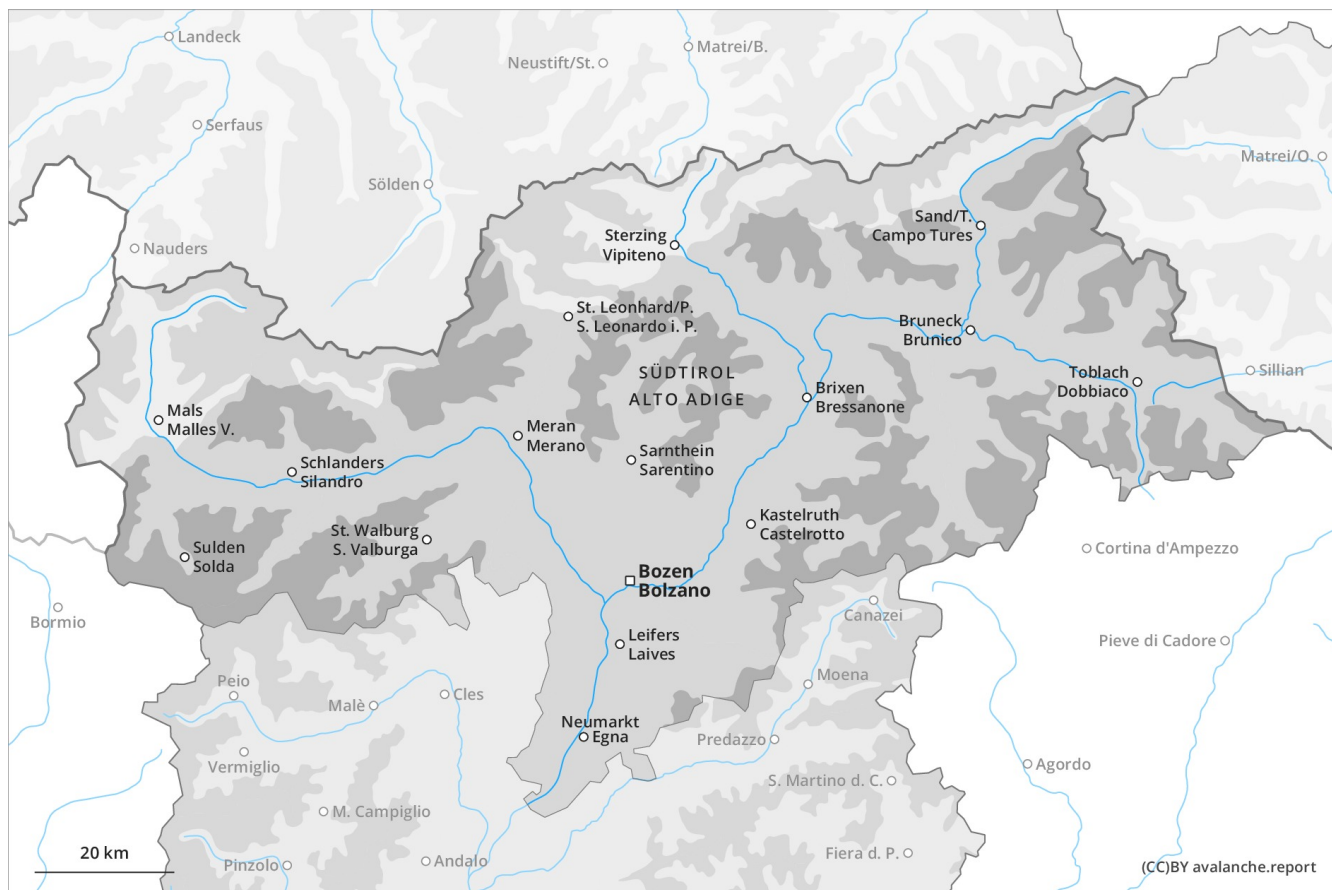 Landeck
Matrei/B.
Neustift/St.
Serfaus
Matrei/O.
Sölden
Sand/T.
Campo Tures
Sterzing
Vipiteno
Nauders
St. Leonhard/P.
S. Leonardo i. P.
Bruneck
Brunico
SÜDTIROL
ALTO ADIGE
Toblach
Dobbiaco
Sillian
Brixen
Bressanone
Mals
Malles V.
Meran
Merano
Sarnthein
Sarentino
Schlanders
Silandro
Kastelruth
Castelrotto
St. Walburg
S. Valburga
Sulden
Solda
Cortina d'Ampezzo
Bozen
Bolzano
Bormio
Canazei
Leifers
Laives
Pieve di Cadore
Peio
Moena
Malè
Cles
Neumarkt
Egna
Predazzo
Vermiglio
Agordo
S. Martino d. C.
M. Campiglio
20 km
Pinzolo
Andalo
Fiera d. P.
(CC)BY avalanche.report